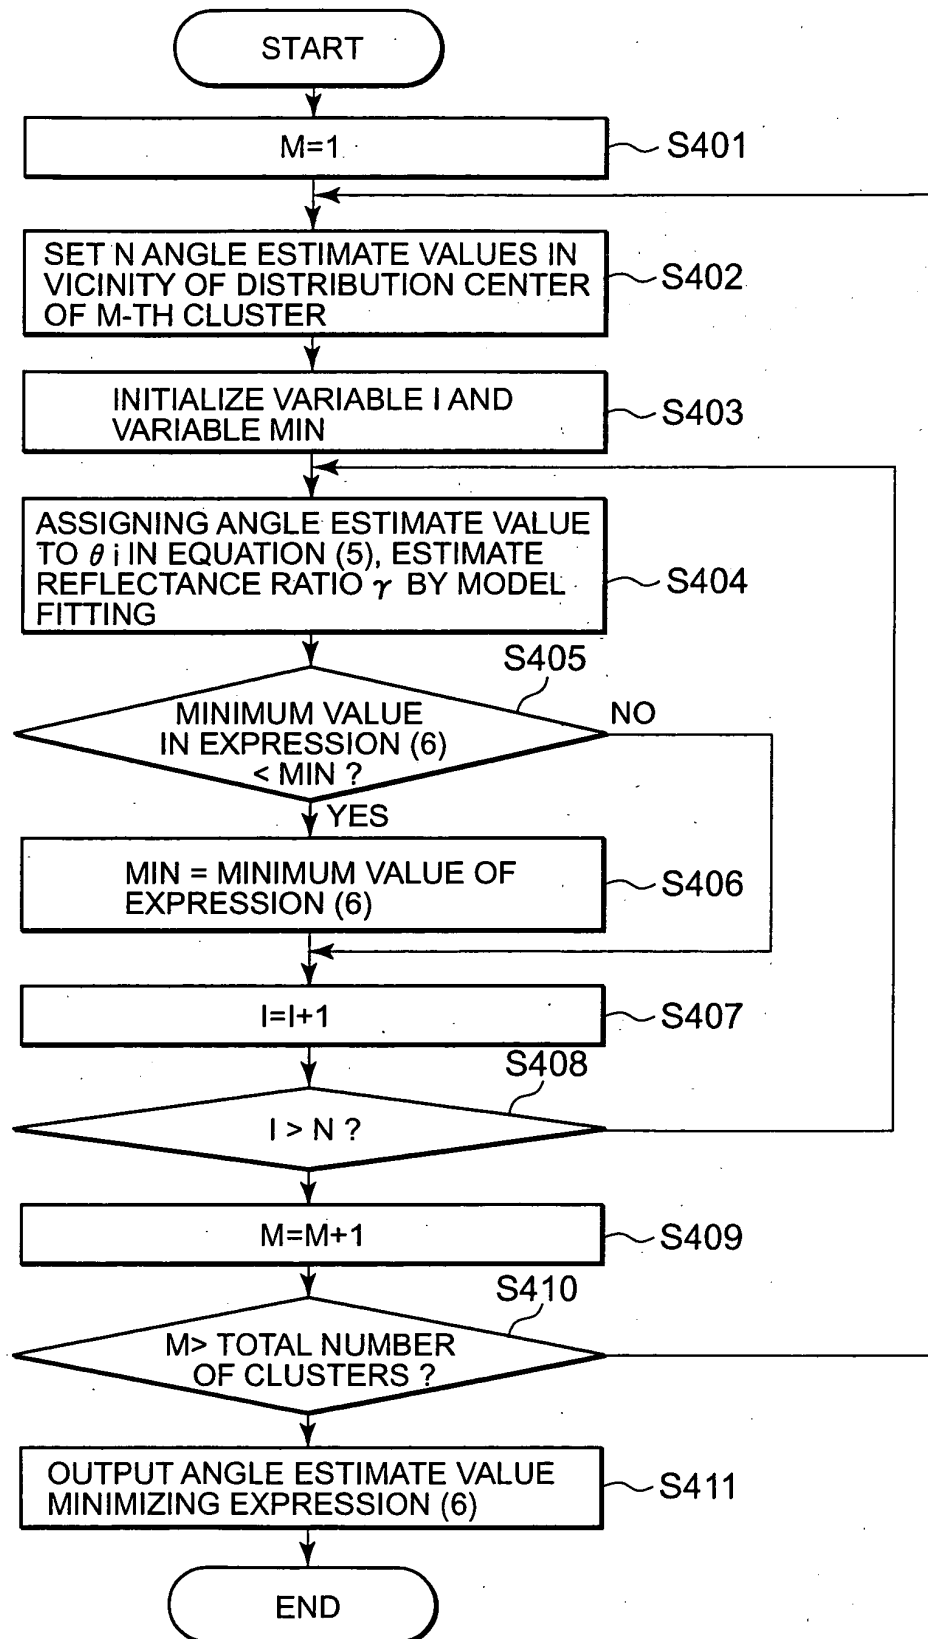 START
M=1
S401
SET N ANGLE ESTIMATE VALUES IN
VICINITY OF DISTRIBUTION CENTER
OF M-TH CLUSTER
S402
INITIALIZE VARIABLE I AND
VARIABLE MIN
S403
ASSIGNING ANGLE ESTIMATE VALUE
TO θ i IN EQUATION (5), ESTIMATE
REFLECTANCE RATIO γ BY MODEL
FITTING
S404
S405
MINIMUM VALUE
IN EXPRESSION (6)
< MIN ?
NO
YES
MIN = MINIMUM VALUE OF
EXPRESSION (6)
S406
I=I+1
S407
S408
I > N ?
M=M+1
S409
S410
M> TOTAL NUMBER
OF CLUSTERS ?
OUTPUT ANGLE ESTIMATE VALUE
MINIMIZING EXPRESSION (6)
S411
END